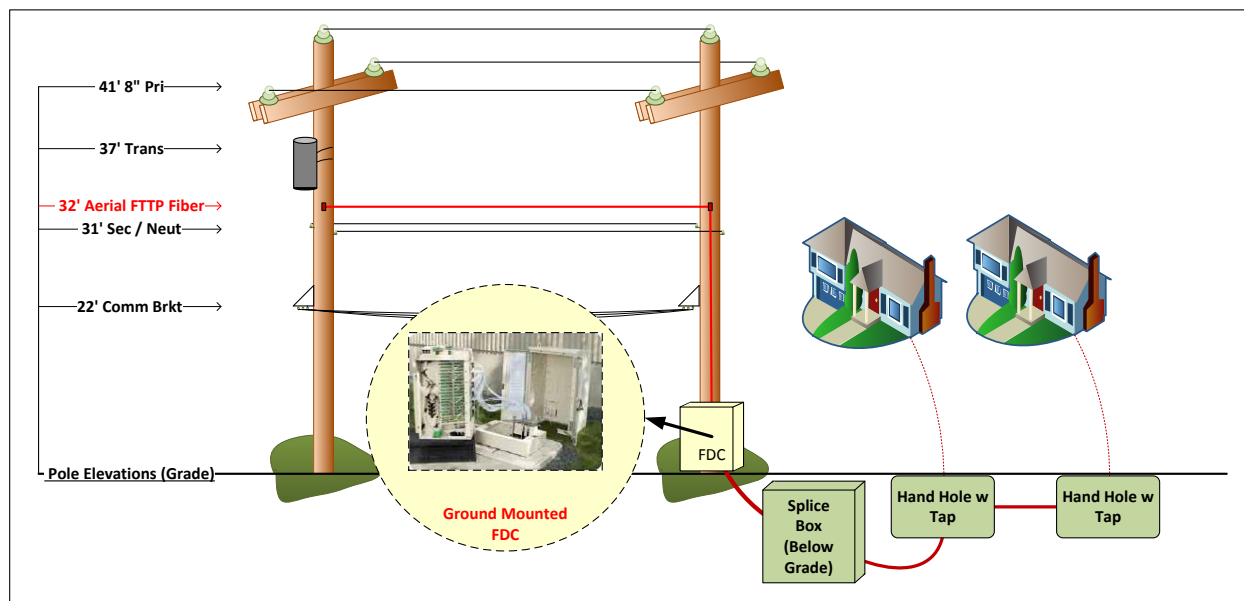 41' 8" Pri
37' Trans
32' Aerial FTTP Fiber
31' Sec / Neut
22' Comm Brkt
Pole Elevations (Grade)
Ground Mounted
FDC
FDC
Splice
Box
(Below
Grade)
Hand Hole w
Tap
Hand Hole w
Tap